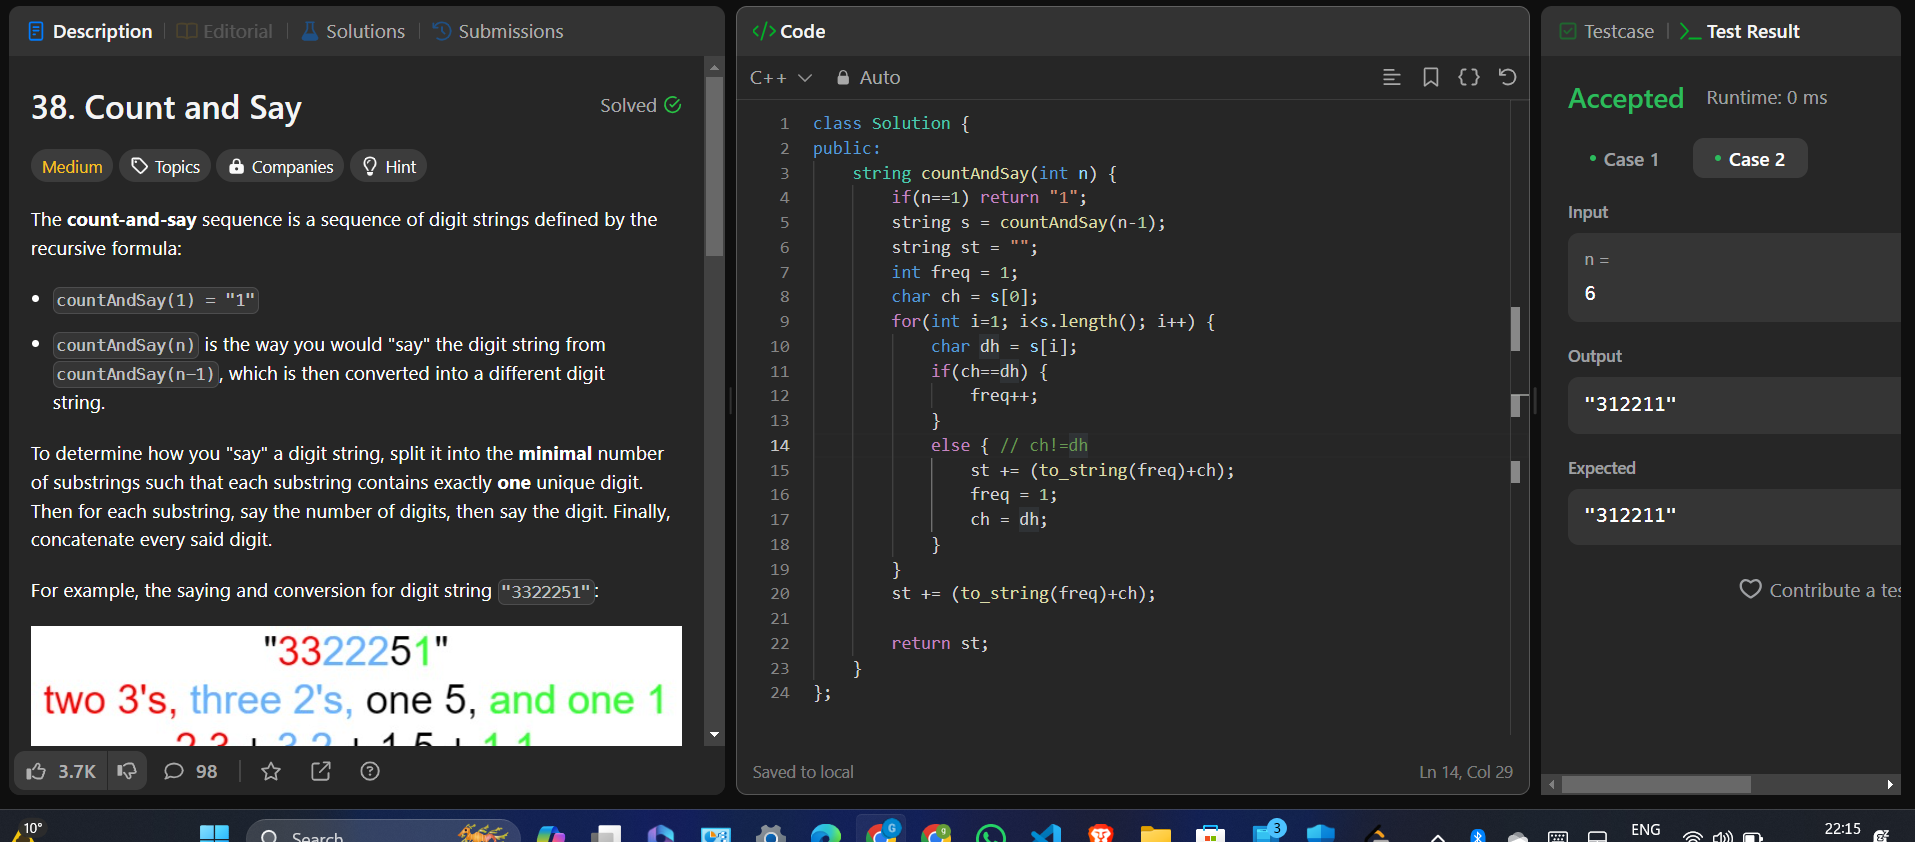 Description
Editorial
Solutions
Submissions
38. Count and Say
Solved
Medium
Topics
Companies
Hint
The count-and-say sequence is a sequence of digit strings defined by the
recursive formula:
• countAndSay(1) = "1"
• countAndSay(n) is the way you would "say" the digit string from
countAndSay(n-1), which is then converted into a different digit
string.
To determine how you "say" a digit string, split it into the minimal number
of substrings such that each substring contains exactly one unique digit.
Then for each substring, say the number of digits, then say the digit. Finally,
concatenate every said digit.
For example, the saying and conversion for digit string "3322251":
"3322251"
two 3's, three 2's, one 5, and one 1
2 3 + 3 2 + 1 5 + 1 1
3.7K
98
</> Code
C++
Auto
1 class Solution {
2 public:
3 string countAndSay(int n) {
4 if(n==1) return "1";
5 string s = countAndSay(n-1);
6 string st = "";
7 int freq = 1;
8 char ch = s[0];
9 for(int i=1; i<s.length(); i++) {
10 char dh = s[i];
11 if(ch==dh) {
12 freq++;
13 }
14 else { // ch!=dh
15 st += (to_string(freq)+ch);
16 freq = 1;
17 ch = dh;
18 }
19 }
20 st += (to_string(freq)+ch);
21
22 return st;
23 }
24 };
Saved to local
Ln 14, Col 29
Testcase
Test Result
Accepted
Runtime: 0 ms
• Case 1
• Case 2
Input
n =
6
Output
"312211"
Expected
"312211"
Contribute a tes
10°
Search
G
9
3
ENG
22:15